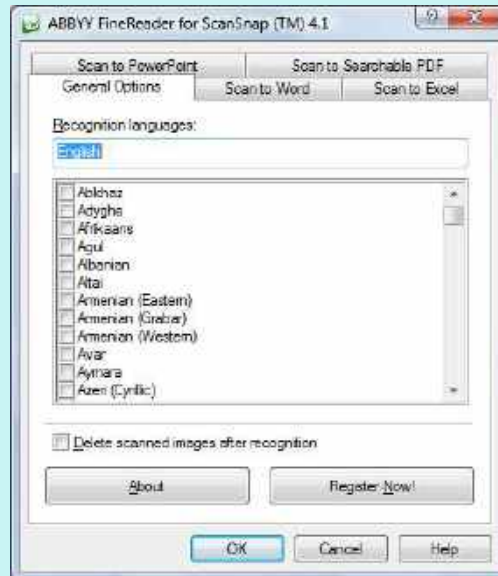 ABBYY FineReader for ScanSnap (TM) 4.1
Scan to PowerPoint
Scan to Searchable PDF
General Options
Scan to Word
Scan to Excel
Recognition languages:
English
Abkhaz
Adyghe
Afrikaans
Agul
Albanian
Altai
Armenian (Eastern)
Armenian (Grabar)
Armenian (Western)
Avar
Aymara
Azeri (Cyrillic)
Delete scanned images after recognition
About
Register Now!
OK
Cancel
Help